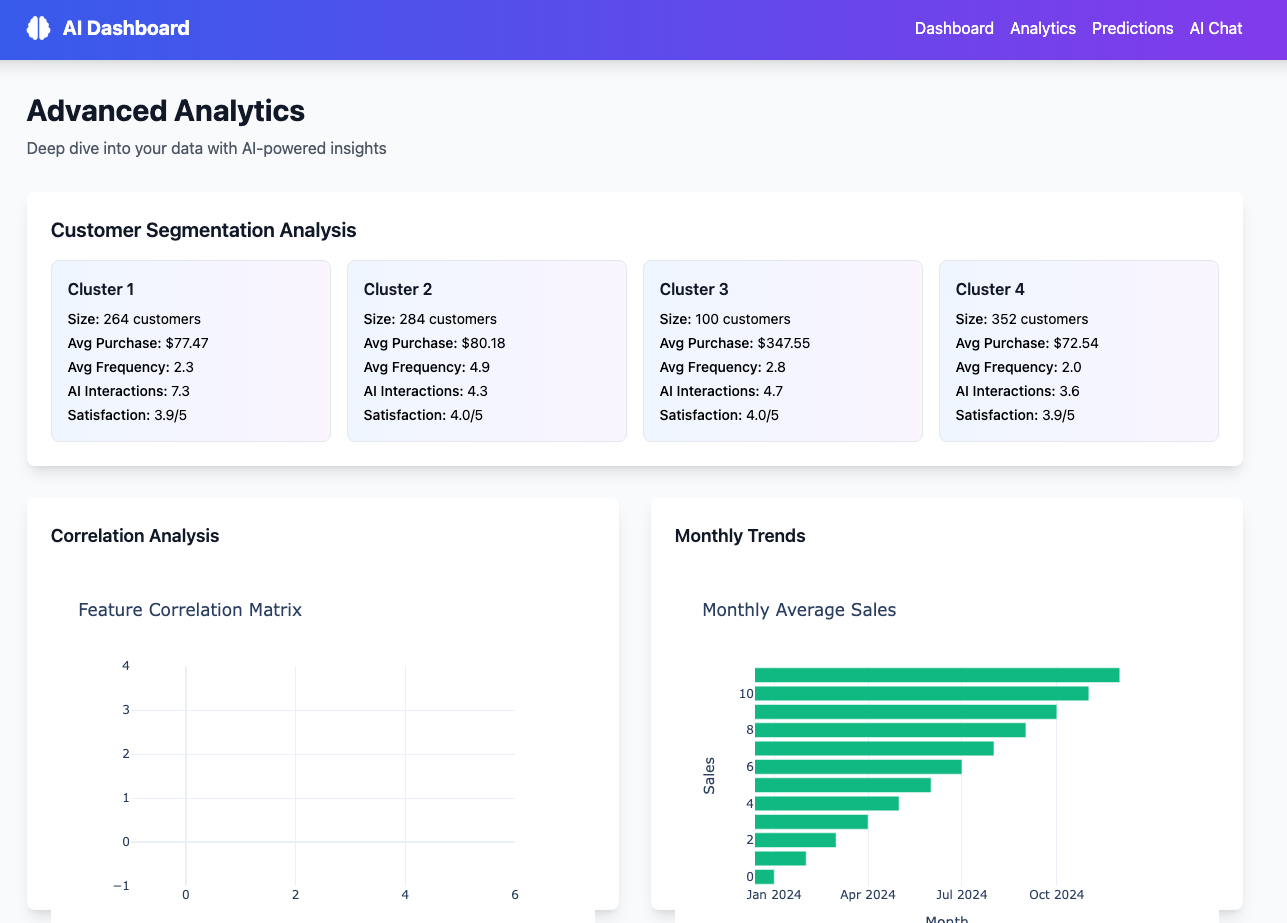 AI Dashboard
Dashboard Analytics Predictions AI Chat
Advanced Analytics
Deep dive into your data with AI-powered insights
Customer Segmentation Analysis
Cluster 1
Size: 264 customers
Avg Purchase: $77.47
Avg Frequency: 2.3
AI Interactions: 7.3
Satisfaction: 3.9/5
Cluster 2
Size: 284 customers
Avg Purchase: $80.18
Avg Frequency: 4.9
AI Interactions: 4.3
Satisfaction: 4.0/5
Cluster 3
Size: 100 customers
Avg Purchase: $347.55
Avg Frequency: 2.8
AI Interactions: 4.7
Satisfaction: 4.0/5
Cluster 4
Size: 352 customers
Avg Purchase: $72.54
Avg Frequency: 2.0
AI Interactions: 3.6
Satisfaction: 3.9/5
Correlation Analysis
Feature Correlation Matrix
4
3
2
1
0
−1
0 2 4 6
Monthly Trends
Monthly Average Sales
Sales
10
8
6
4
2
0
Jan 2024 Apr 2024 Jul 2024 Oct 2024
Month